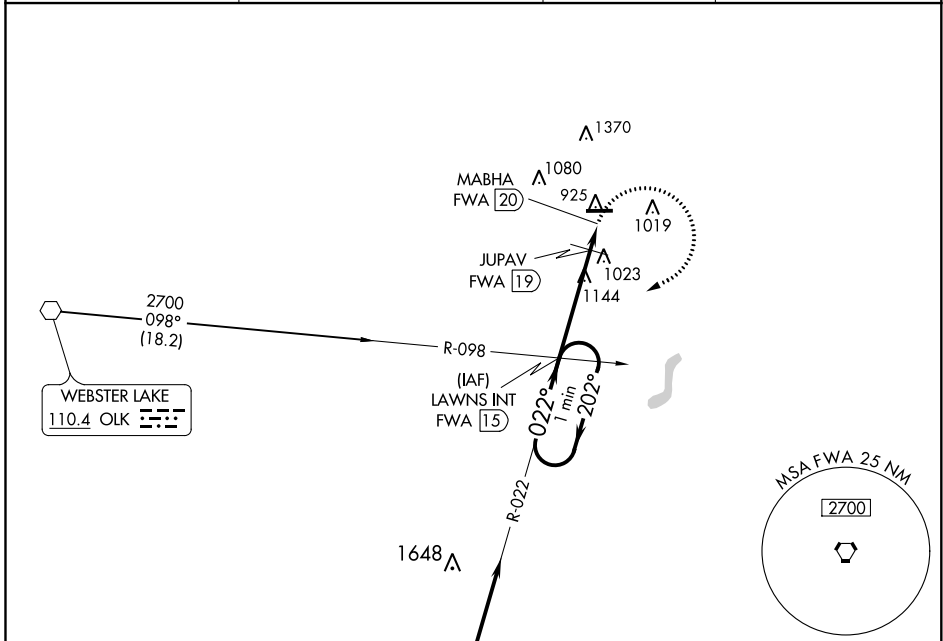 1370
1080
MABHA
FWA 20
925
1019
JUPAV
FWA 19
1023
1144
2700
098°
(18.2)
R-098
(IAF)
LAWNS INT
FWA 15
022°
1 min
202°
WEBSTER LAKE
110.4 OLK
R-022
MSA FWA 25 NM
2700
1648